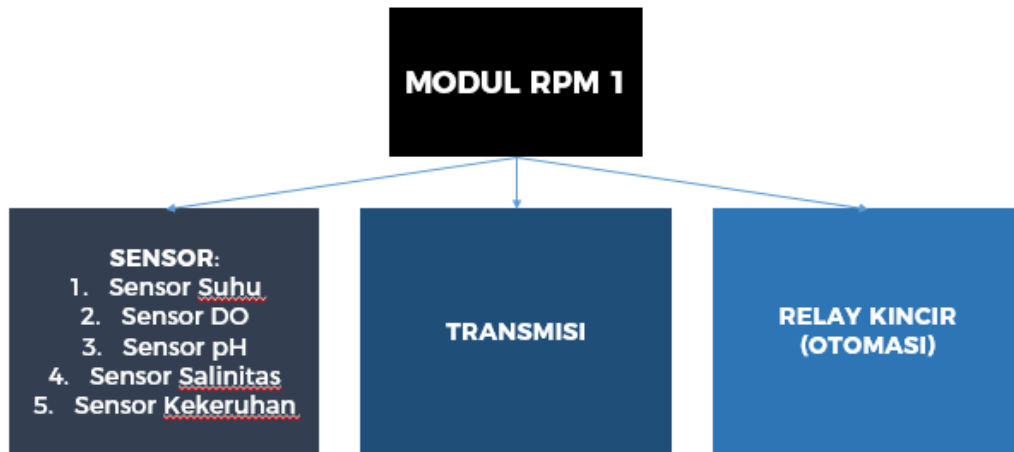 MODUL RPM 1
SENSOR:
1. Sensor Suhu
2. Sensor DO
3. Sensor pH
4. Sensor Salinitas
5. Sensor Kekeruhan
TRANSMISI
RELAY KINCIR
(OTOMASI)